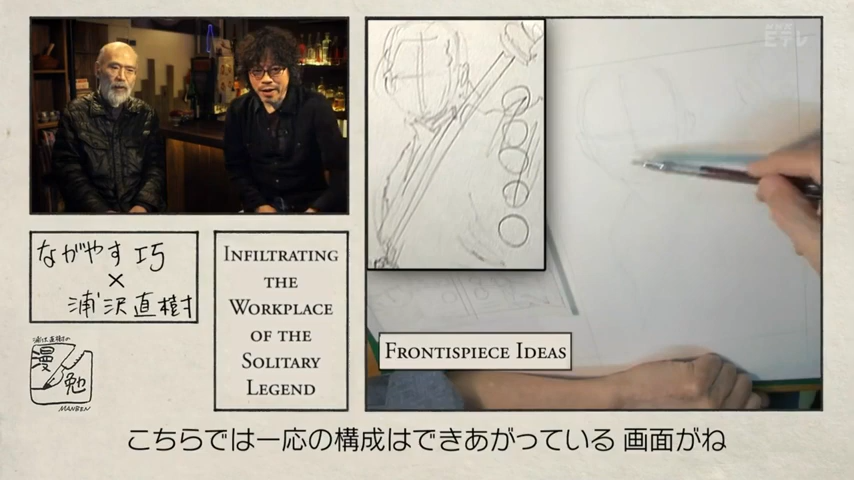 NHK
Eテレ
ながやす巧
×
浦沢直樹
INFILTRATING
THE
WORKPLACE
OF THE
SOLITARY
LEGEND
浦沢直樹の
漫
勉
MANBEN
FRONTISPIECE IDEAS
こちらでは一応の構成はできあがっている 画面がね